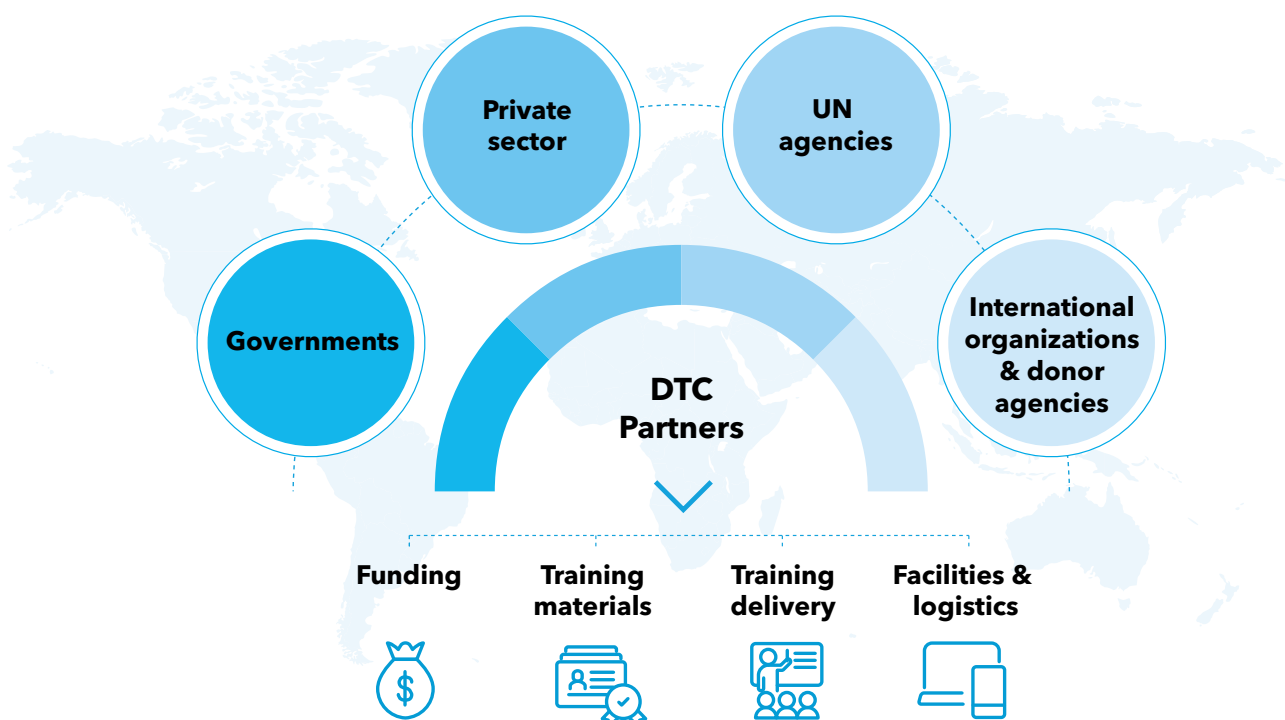 Private
sector
UN
agencies
Governments
International
organizations
& donor
agencies
DTC
Partners
Funding
Training
materials
Training
delivery
Facilities &
logistics
$